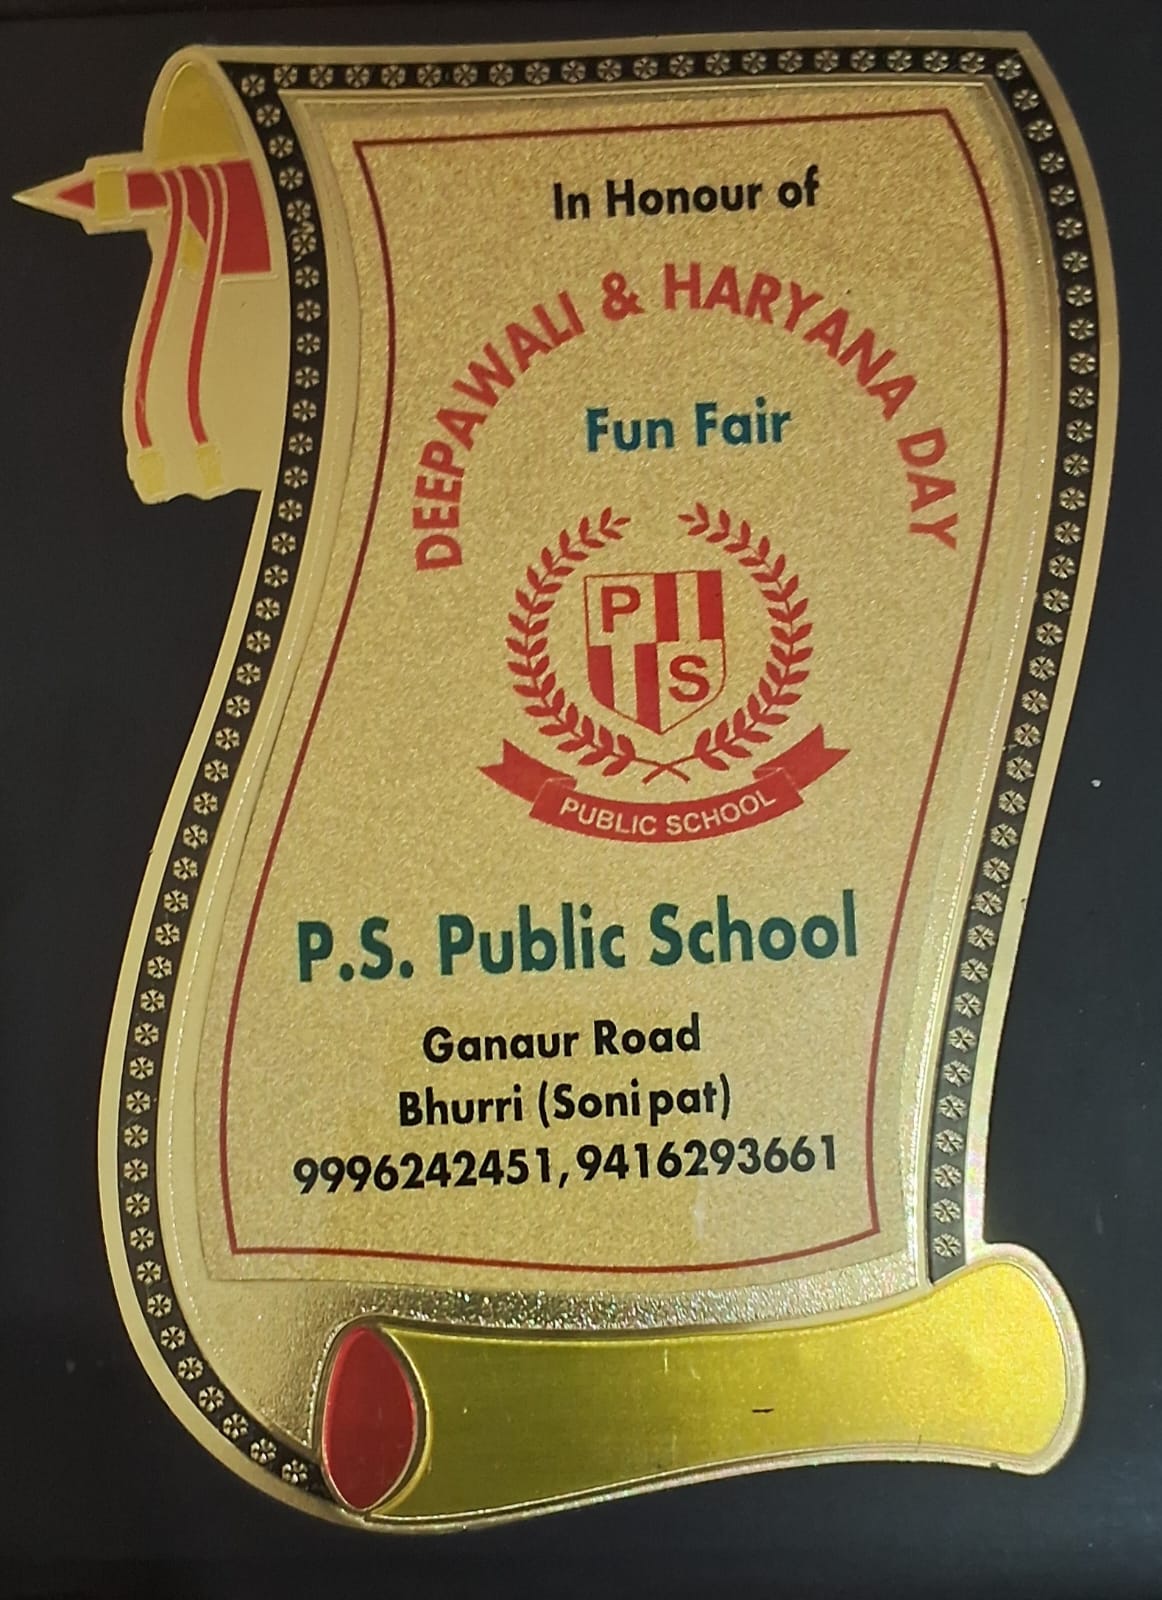 In Honour of
DEEPAWALI & HARYANA DAY
Fun Fair
P
S
PUBLIC SCHOOL
P.S. Public School
Ganaur Road
Bhurri (Sonipat)
9996242451, 9416293661